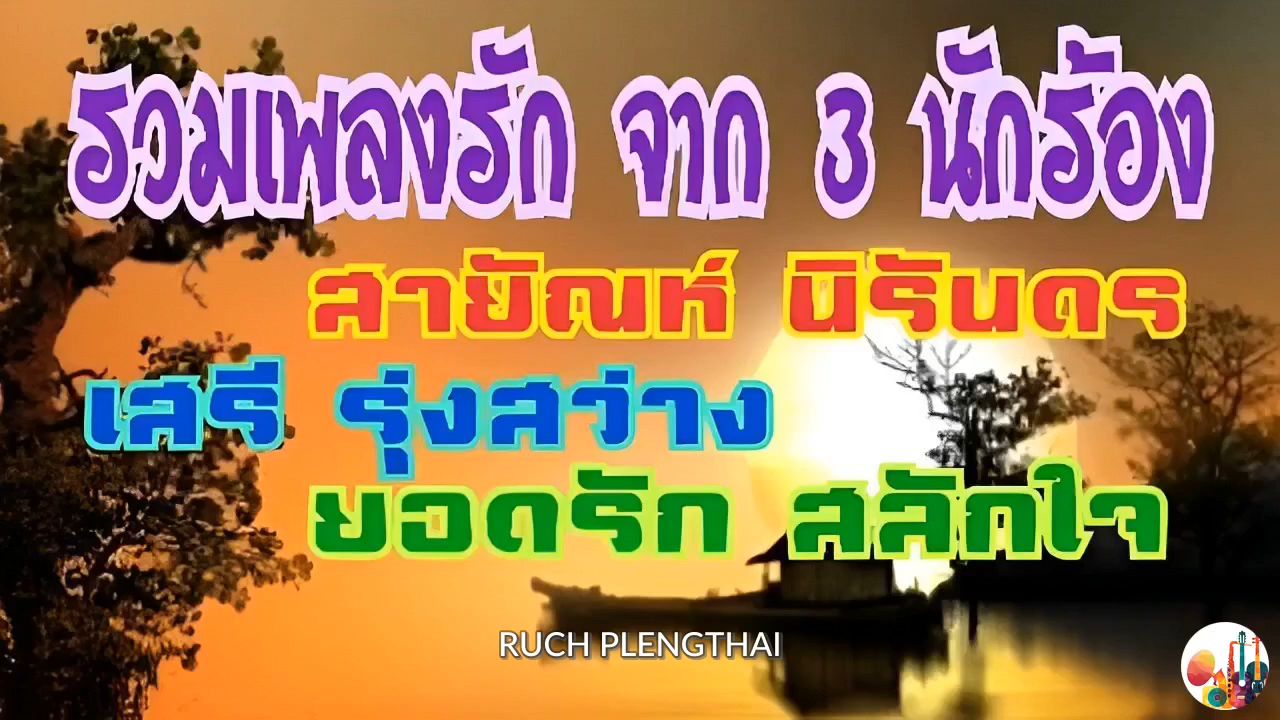 รวมเพลงรัก จาก 3 นักร้อง
สายัณห์ นิรันดร
เสรี รุ่งสว่าง
ยอดรัก สลักใจ
RUCH PLENGTHAI